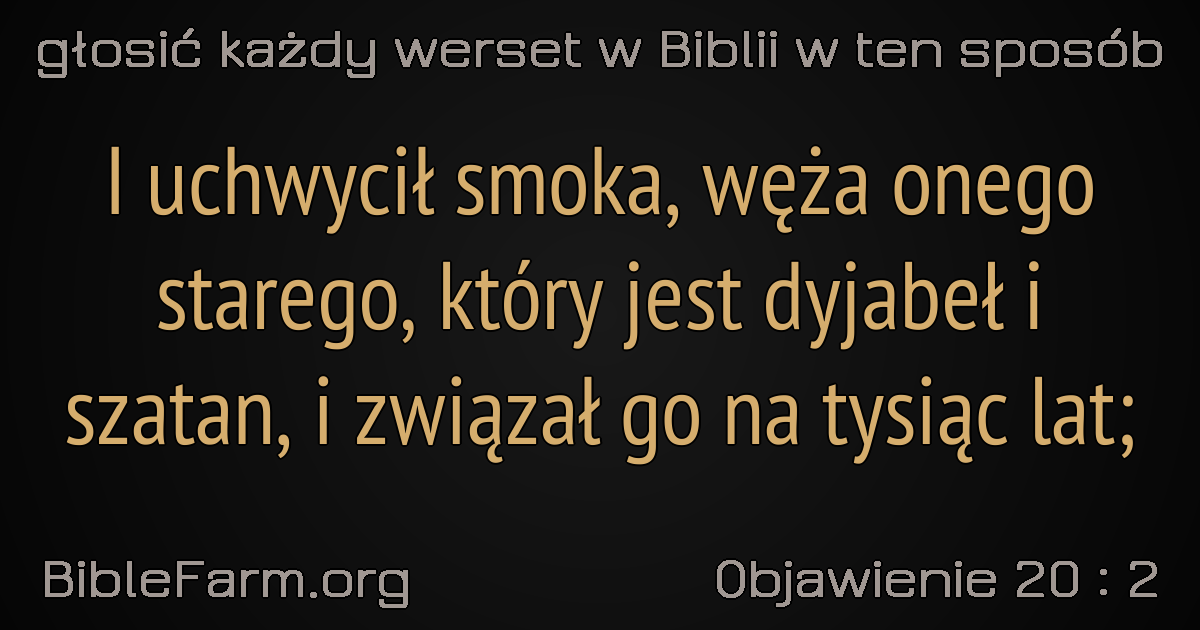 głosić każdy werset w Biblii w ten sposób
I uchwycił smoka, węża onego
starego, który jest dyjabeł i
szatan, i związał go na tysiąc lat;
BibleFarm.org
Objawienie 20 : 2